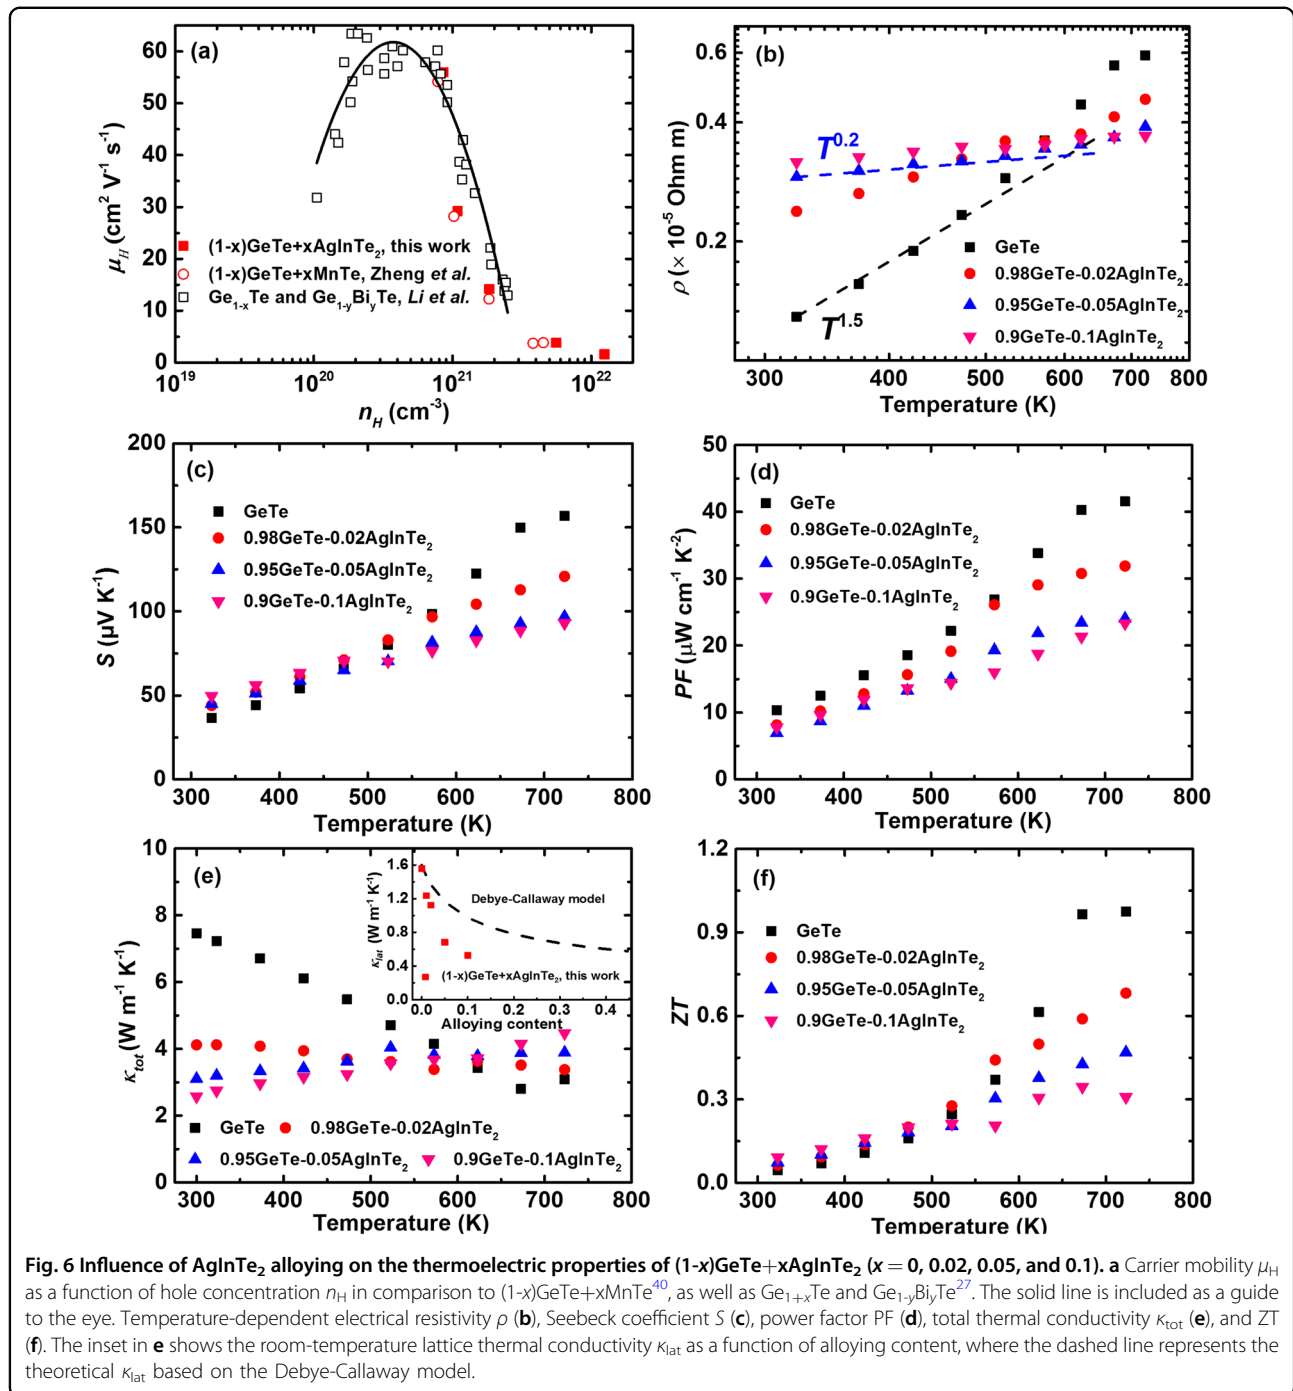 (a)
60
50
40
30
20
10
0
μH (cm2 V-1 s-1)
(1-x)GeTe+xAgInTe2, this work
(1-x)GeTe+xMnTe, Zheng et al.
Ge1-xTe and Ge1-yBiyTe, Li et al.
10^19 10^20 10^21 10^22
nH (cm-3)
(b)
0.6
0.4
0.2
ρ (× 10-5 Ohm m)
T0.2
T1.5
GeTe
0.98GeTe-0.02AgInTe2
0.95GeTe-0.05AgInTe2
0.9GeTe-0.1AgInTe2
300 400 500 600 700 800
Temperature (K)
(c)
200
150
100
50
0
S (μV K-1)
GeTe
0.98GeTe-0.02AgInTe2
0.95GeTe-0.05AgInTe2
0.9GeTe-0.1AgInTe2
300 400 500 600 700 800
Temperature (K)
(d)
50
40
30
20
10
0
PF (μW cm-1 K-2)
GeTe
0.98GeTe-0.02AgInTe2
0.95GeTe-0.05AgInTe2
0.9GeTe-0.1AgInTe2
300 400 500 600 700 800
Temperature (K)
(e)
10
8
6
4
2
0
κtot (W m-1 K-1)
1.6
1.2
0.8
0.4
0.0
κlat (W m-1 K-1)
Debye-Callaway model
(1-x)GeTe+xAgInTe2, this work
0.0 0.1 0.2 0.3 0.4
Alloying content
GeTe 0.98GeTe-0.02AgInTe2
0.95GeTe-0.05AgInTe2 0.9GeTe-0.1AgInTe2
300 400 500 600 700 800
Temperature (K)
(f)
1.2
0.9
0.6
0.3
0.0
ZT
GeTe
0.98GeTe-0.02AgInTe2
0.95GeTe-0.05AgInTe2
0.9GeTe-0.1AgInTe2
300 400 500 600 700 800
Temperature (K)
Fig. 6 Influence of AgInTe2 alloying on the thermoelectric properties of (1-x)GeTe+xAgInTe2 (x = 0, 0.02, 0.05, and 0.1). a Carrier mobility μH
as a function of hole concentration nH in comparison to (1-x)GeTe+xMnTe40, as well as Ge1+xTe and Ge1-yBiyTe27. The solid line is included as a guide
to the eye. Temperature-dependent electrical resistivity ρ (b), Seebeck coefficient S (c), power factor PF (d), total thermal conductivity κtot (e), and ZT
(f). The inset in e shows the room-temperature lattice thermal conductivity κlat as a function of alloying content, where the dashed line represents the
theoretical κlat based on the Debye-Callaway model.